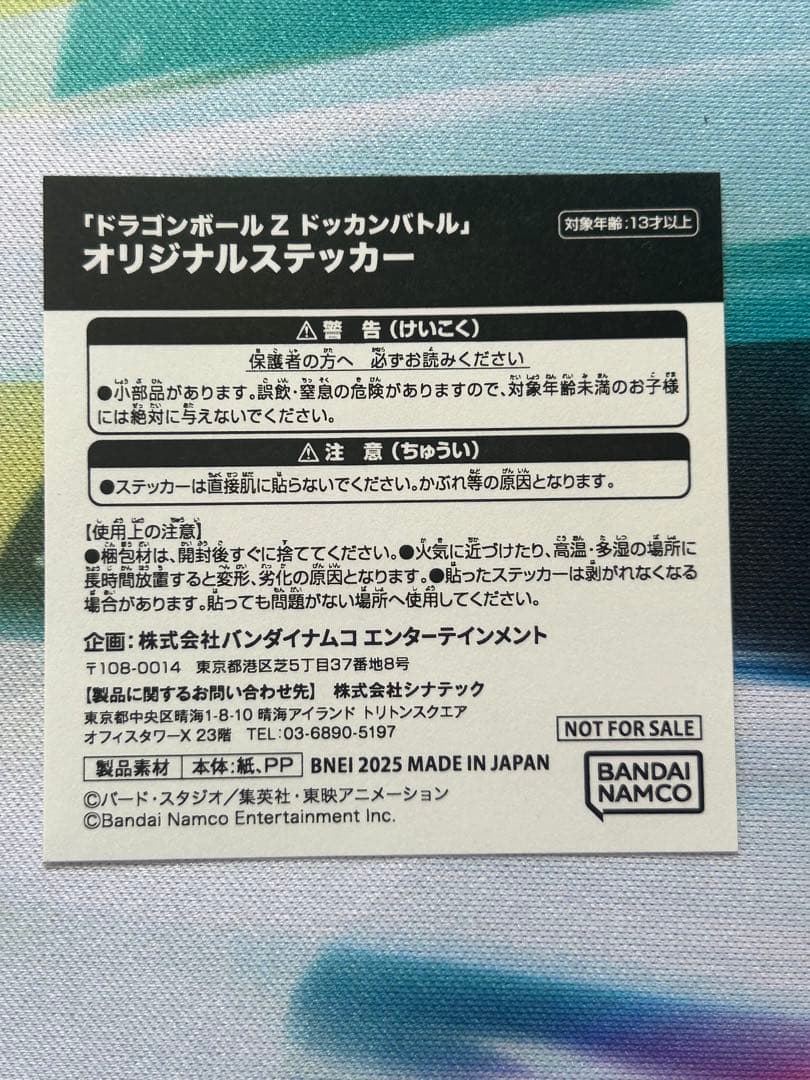 「ドラゴンボールZ ドッカンバトル」
オリジナルステッカー
対象年齢:13才以上
⚠警 告(けいこく)
保護者の方へ 必ずお読みください
●小部品があります。誤飲・窒息の危険がありますので、対象年齢未満のお子様
には絶対に与えないでください。
⚠注 意(ちゅうい)
●ステッカーは直接肌に貼らないでください。かぶれ等の原因となります。
【使用上の注意】
●梱包材は、開封後すぐに捨ててください。●火気に近づけたり、高温・多湿の場所に
長時間放置すると変形、劣化の原因となります。●貼ったステッカーは剥がれなくなる
場合があります。貼っても問題がない場所へ使用してください。
企画:株式会社バンダイナムコ エンターテインメント
〒108-0014 東京都港区芝5丁目37番地8号
【製品に関するお問い合わせ先】 株式会社シナテック
東京都中央区晴海1-8-10 晴海アイランド トリトンスクエア
オフィスタワーX 23階 TEL:03-6890-5197
NOT FOR SALE
製品素材 本体:紙、PP BNEI 2025 MADE IN JAPAN
BANDAI
NAMCO
©バード・スタジオ/集英社・東映アニメーション
©Bandai Namco Entertainment Inc.